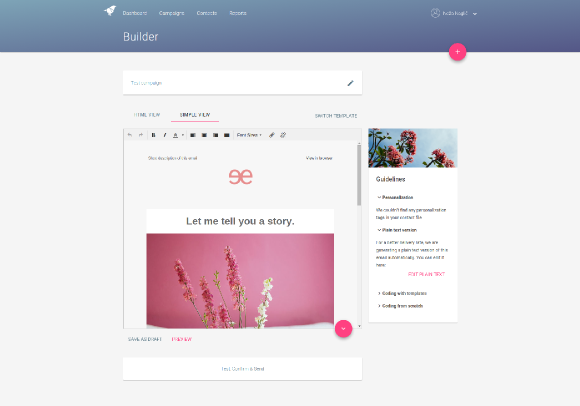 Dashboard Campaigns Contacts Reports
Builder
+
HTML VIEW SIMPLE VIEW SWITCH TEMPLATE
B I A Font Sizes
Short description of this email View in browser
Let me tell you a story.
Guidelines
Personalization
We couldn't find any personalization
tags in your content file
Plain text version
For a better delivery rate, we are
generating a plain text version of this
email automatically. You can edit it
here:
EDIT PLAIN TEXT
Coding with templates
Coding from scratch
SAVE AS DRAFT PREVIEW
Test, Confirm & Send